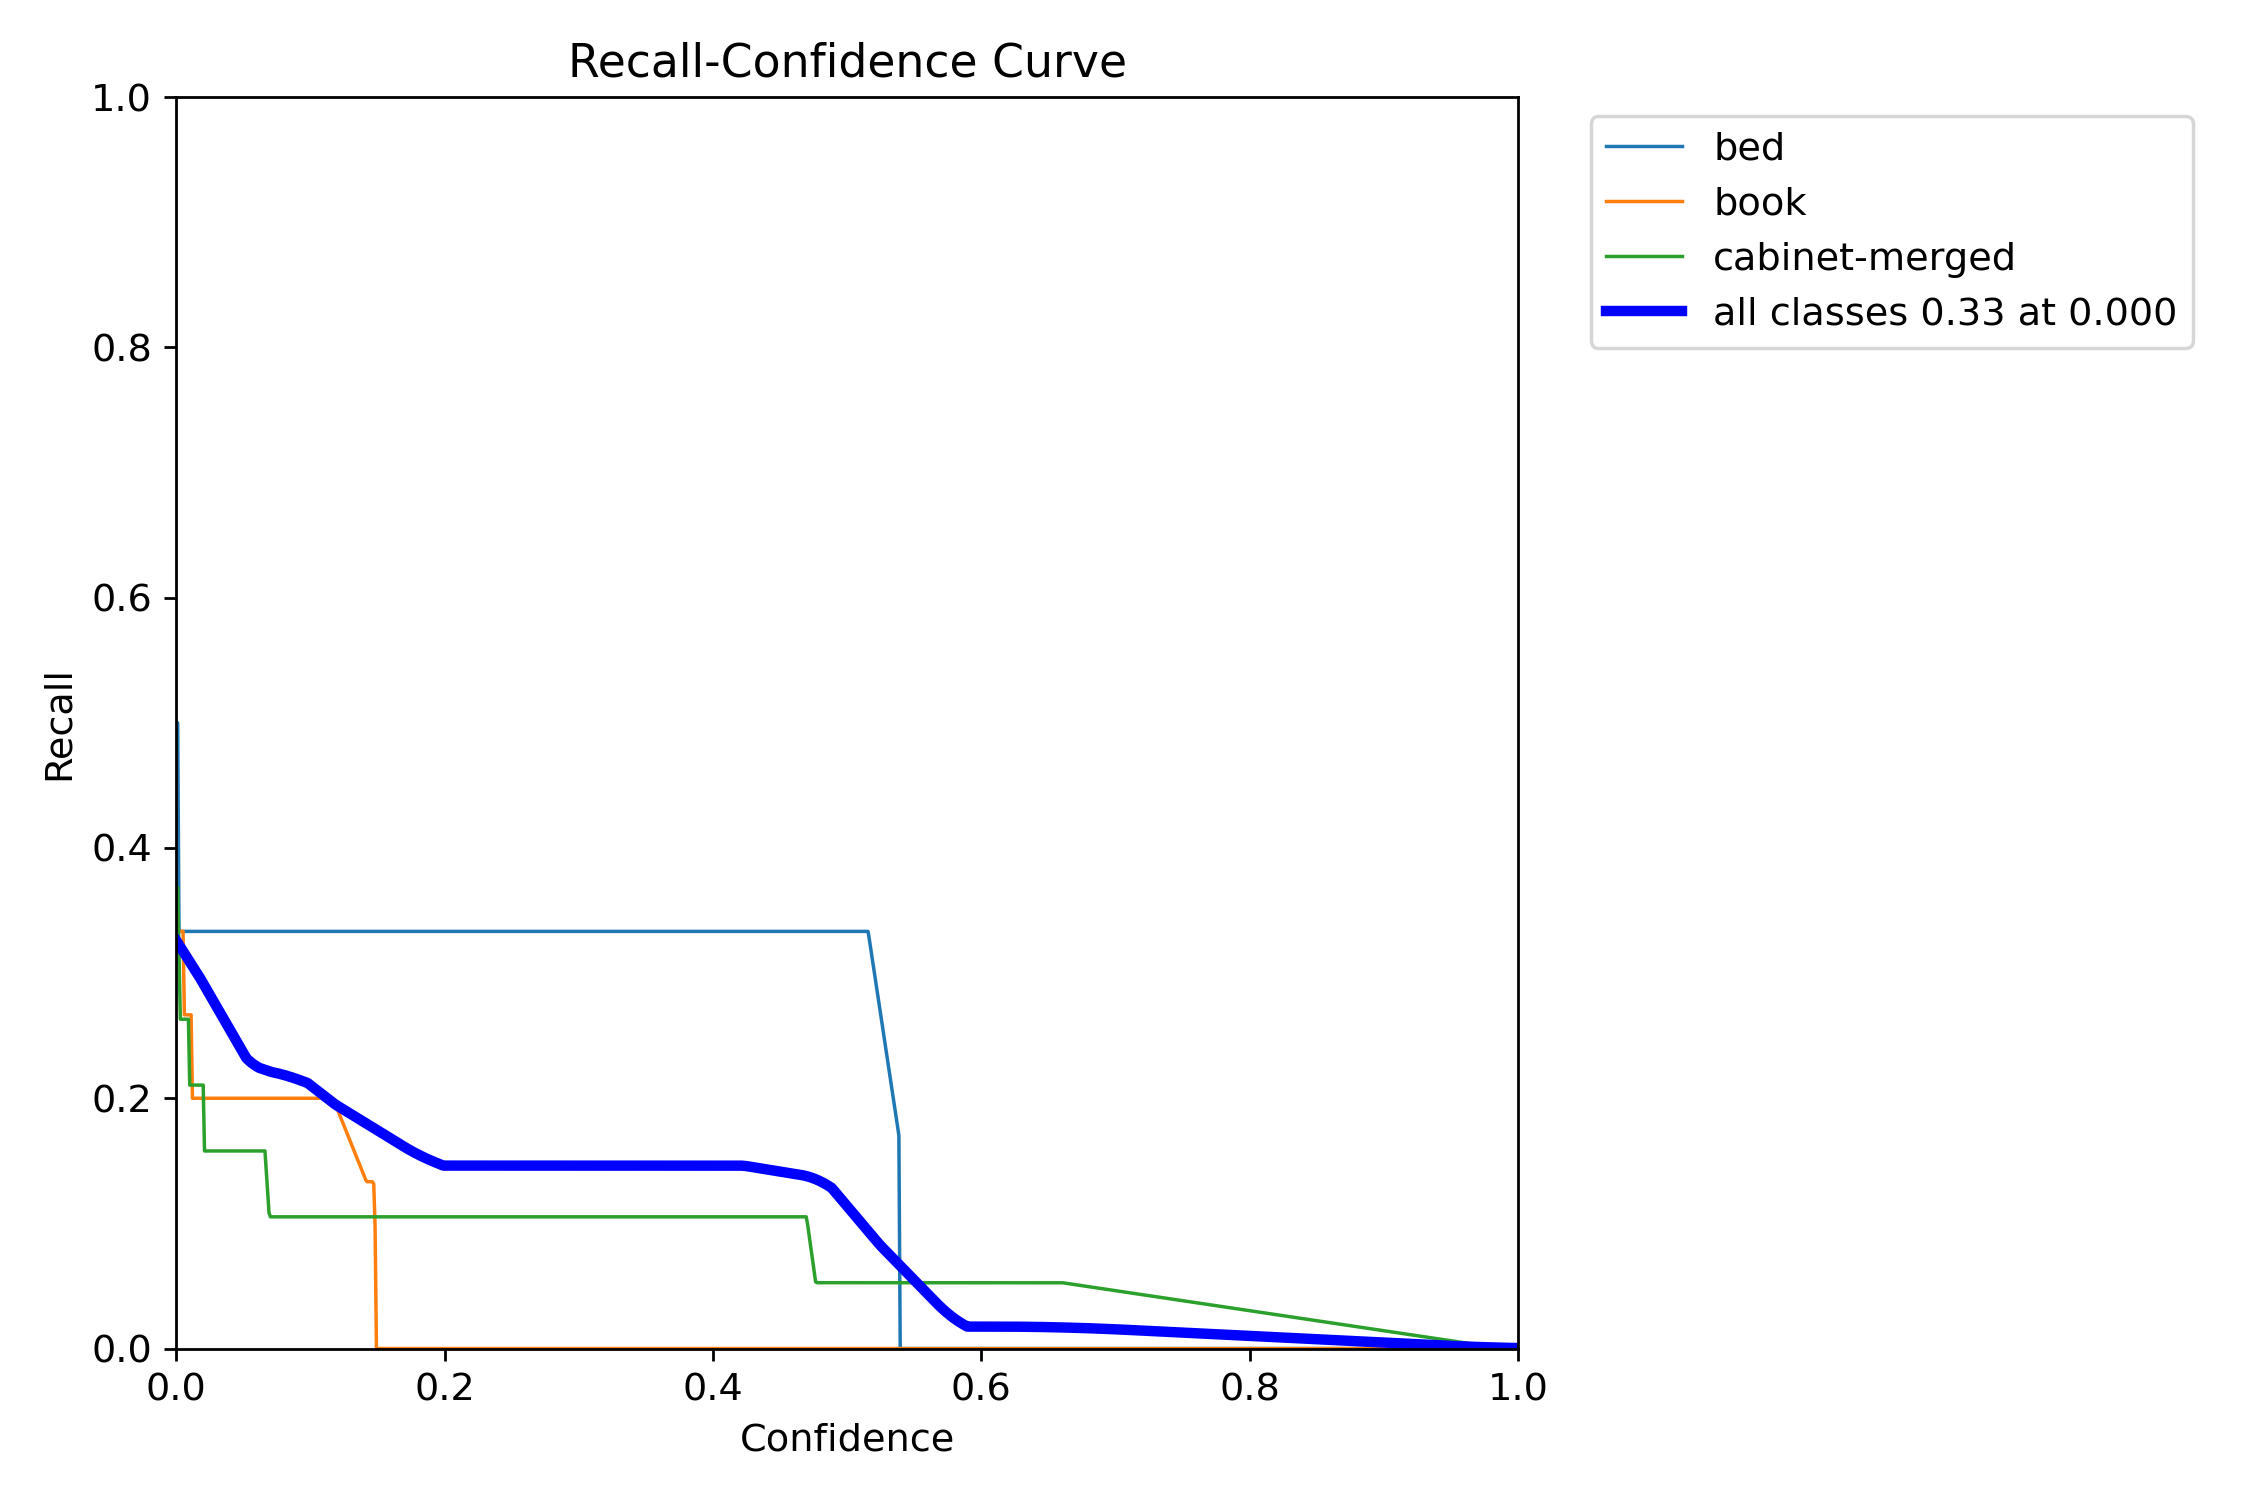 Recall-Confidence Curve
1.0
0.8
0.6
0.4
0.2
0.0
Recall
0.0 0.2 0.4 0.6 0.8 1.0
Confidence
bed
book
cabinet-merged
all classes 0.33 at 0.000